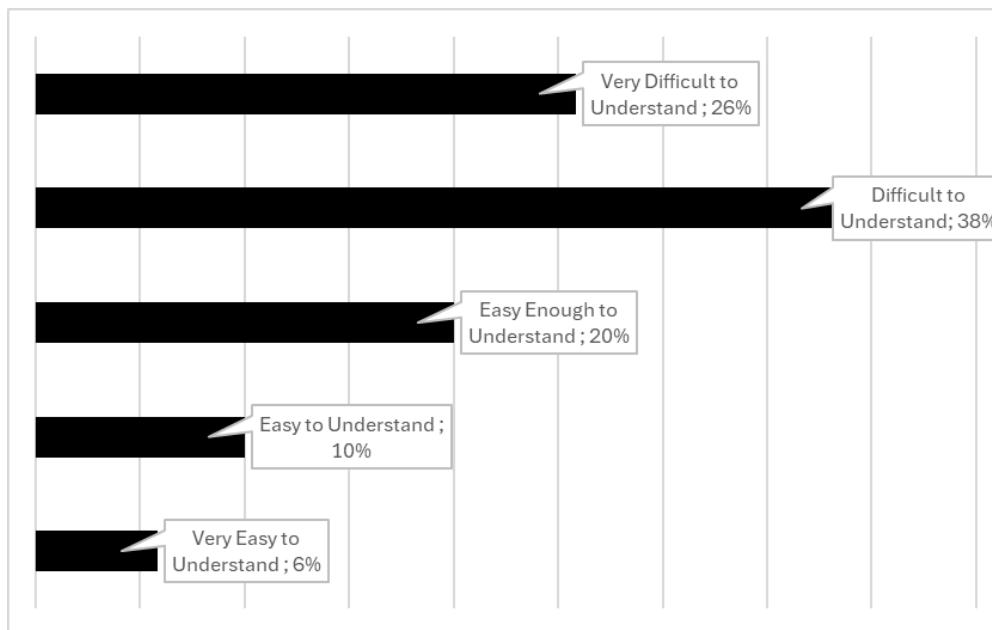 Very Difficult to
Understand ; 26%
Difficult to
Understand; 38%
Easy Enough to
Understand ; 20%
Easy to Understand ;
10%
Very Easy to
Understand ; 6%